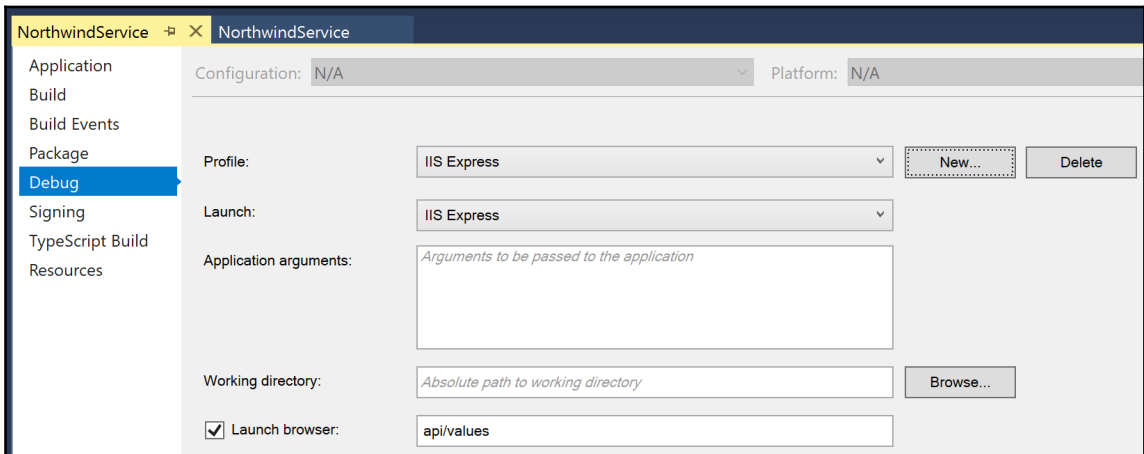 NorthwindService NorthwindService
Application
Build
Build Events
Package
Debug
Signing
TypeScript Build
Resources
Configuration: N/A Platform: N/A
Profile: IIS Express New... Delete
Launch: IIS Express
Application arguments: Arguments to be passed to the application
Working directory: Absolute path to working directory Browse...
Launch browser: api/values